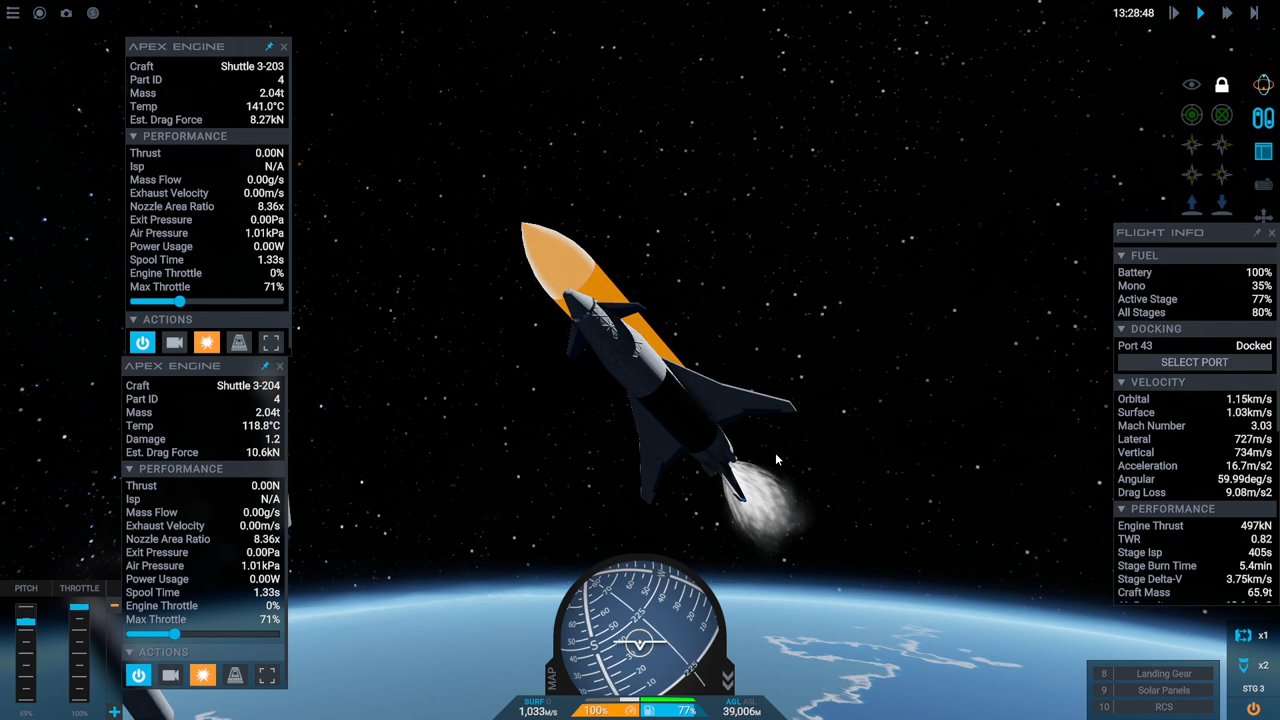 13:28:48
APEX ENGINE
Craft Shuttle 3-203
Part ID 4
Mass 2.04t
Temp 141.0°C
Est. Drag Force 8.27kN
PERFORMANCE
Thrust 0.00N
Isp N/A
Mass Flow 0.00g/s
Exhaust Velocity 0.00m/s
Nozzle Area Ratio 8.36x
Exit Pressure 0.00Pa
Air Pressure 1.01kPa
Power Usage 0.00W
Spool Time 1.33s
Engine Throttle 0%
Max Throttle 71%
ACTIONS
APEX ENGINE
Craft Shuttle 3-204
Part ID 4
Mass 2.04t
Temp 118.8°C
Damage 1.2
Est. Drag Force 10.6kN
PERFORMANCE
Thrust 0.00N
Isp N/A
Mass Flow 0.00g/s
Exhaust Velocity 0.00m/s
Nozzle Area Ratio 8.36x
Exit Pressure 0.00Pa
Air Pressure 1.01kPa
Power Usage 0.00W
Spool Time 1.33s
Engine Throttle 0%
Max Throttle 71%
ACTIONS
PITCH THROTTLE
69% 100%
FLIGHT INFO
FUEL
Battery 100%
Mono 35%
Active Stage 77%
All Stages 80%
DOCKING
Port 43 Docked
SELECT PORT
VELOCITY
Orbital 1.15km/s
Surface 1.03km/s
Mach Number 3.03
Lateral 727m/s
Vertical 734m/s
Acceleration 16.7m/s2
Angular 59.99deg/s
Drag Loss 9.08m/s2
PERFORMANCE
Engine Thrust 497kN
TWR 0.82
Stage Isp 405s
Stage Burn Time 5.4min
Stage Delta-V 3.75km/s
Craft Mass 65.9t
x1
x2
STG 3
8 Landing Gear
9 Solar Panels
10 RCS
MAP
SURF O
1,033M/S
100%
77%
AGL ASL
39,006M